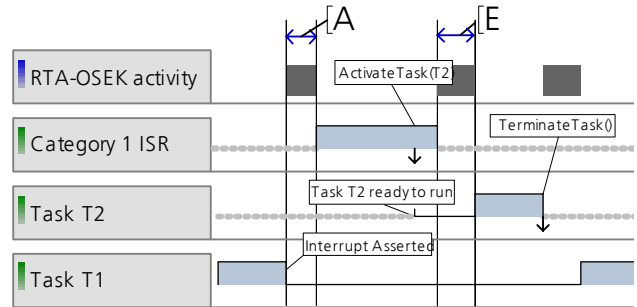 [A
[E
RTA-OSEK activity
ActivateTask(T2)
Category 1 ISR
TerminateTask()
Task T2 ready to run
Task T2
Interrupt Asserted
Task T1